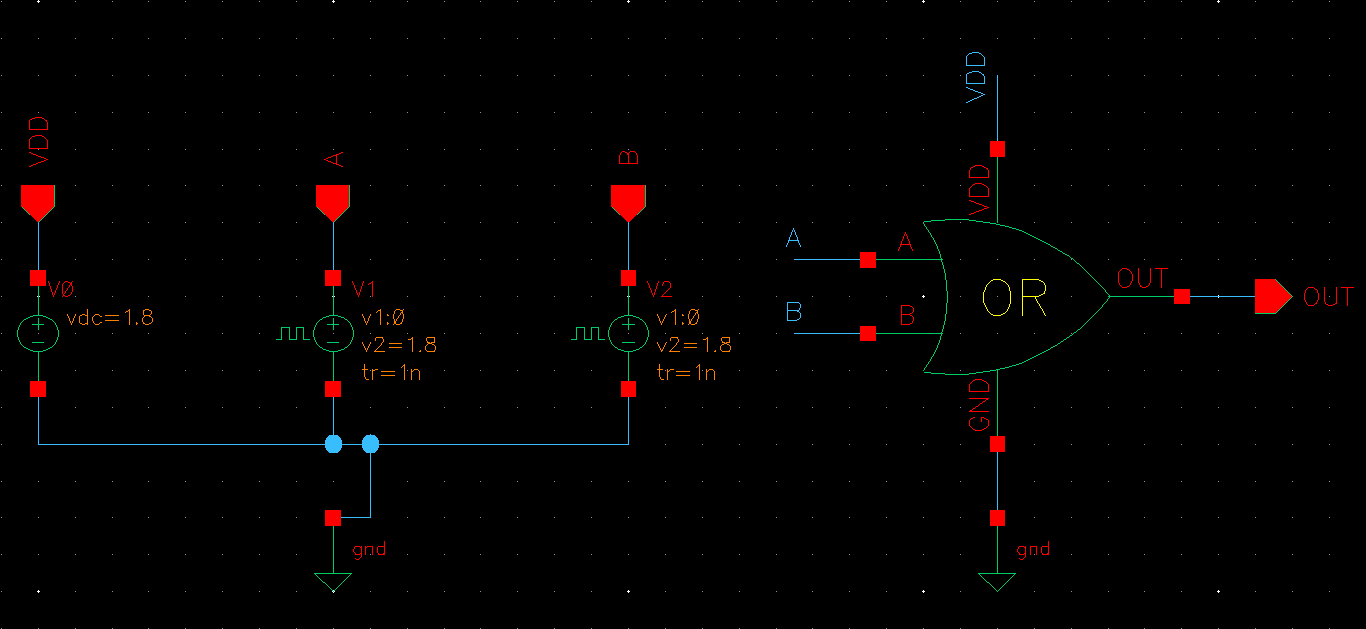 VDD
A
B
V0
vdc=1.8
V1
v1:0
v2=1.8
tr=1n
V2
v1:0
v2=1.8
tr=1n
gnd
VDD
VDD
A
A
B
B
OR
OUT
OUT
GND
gnd